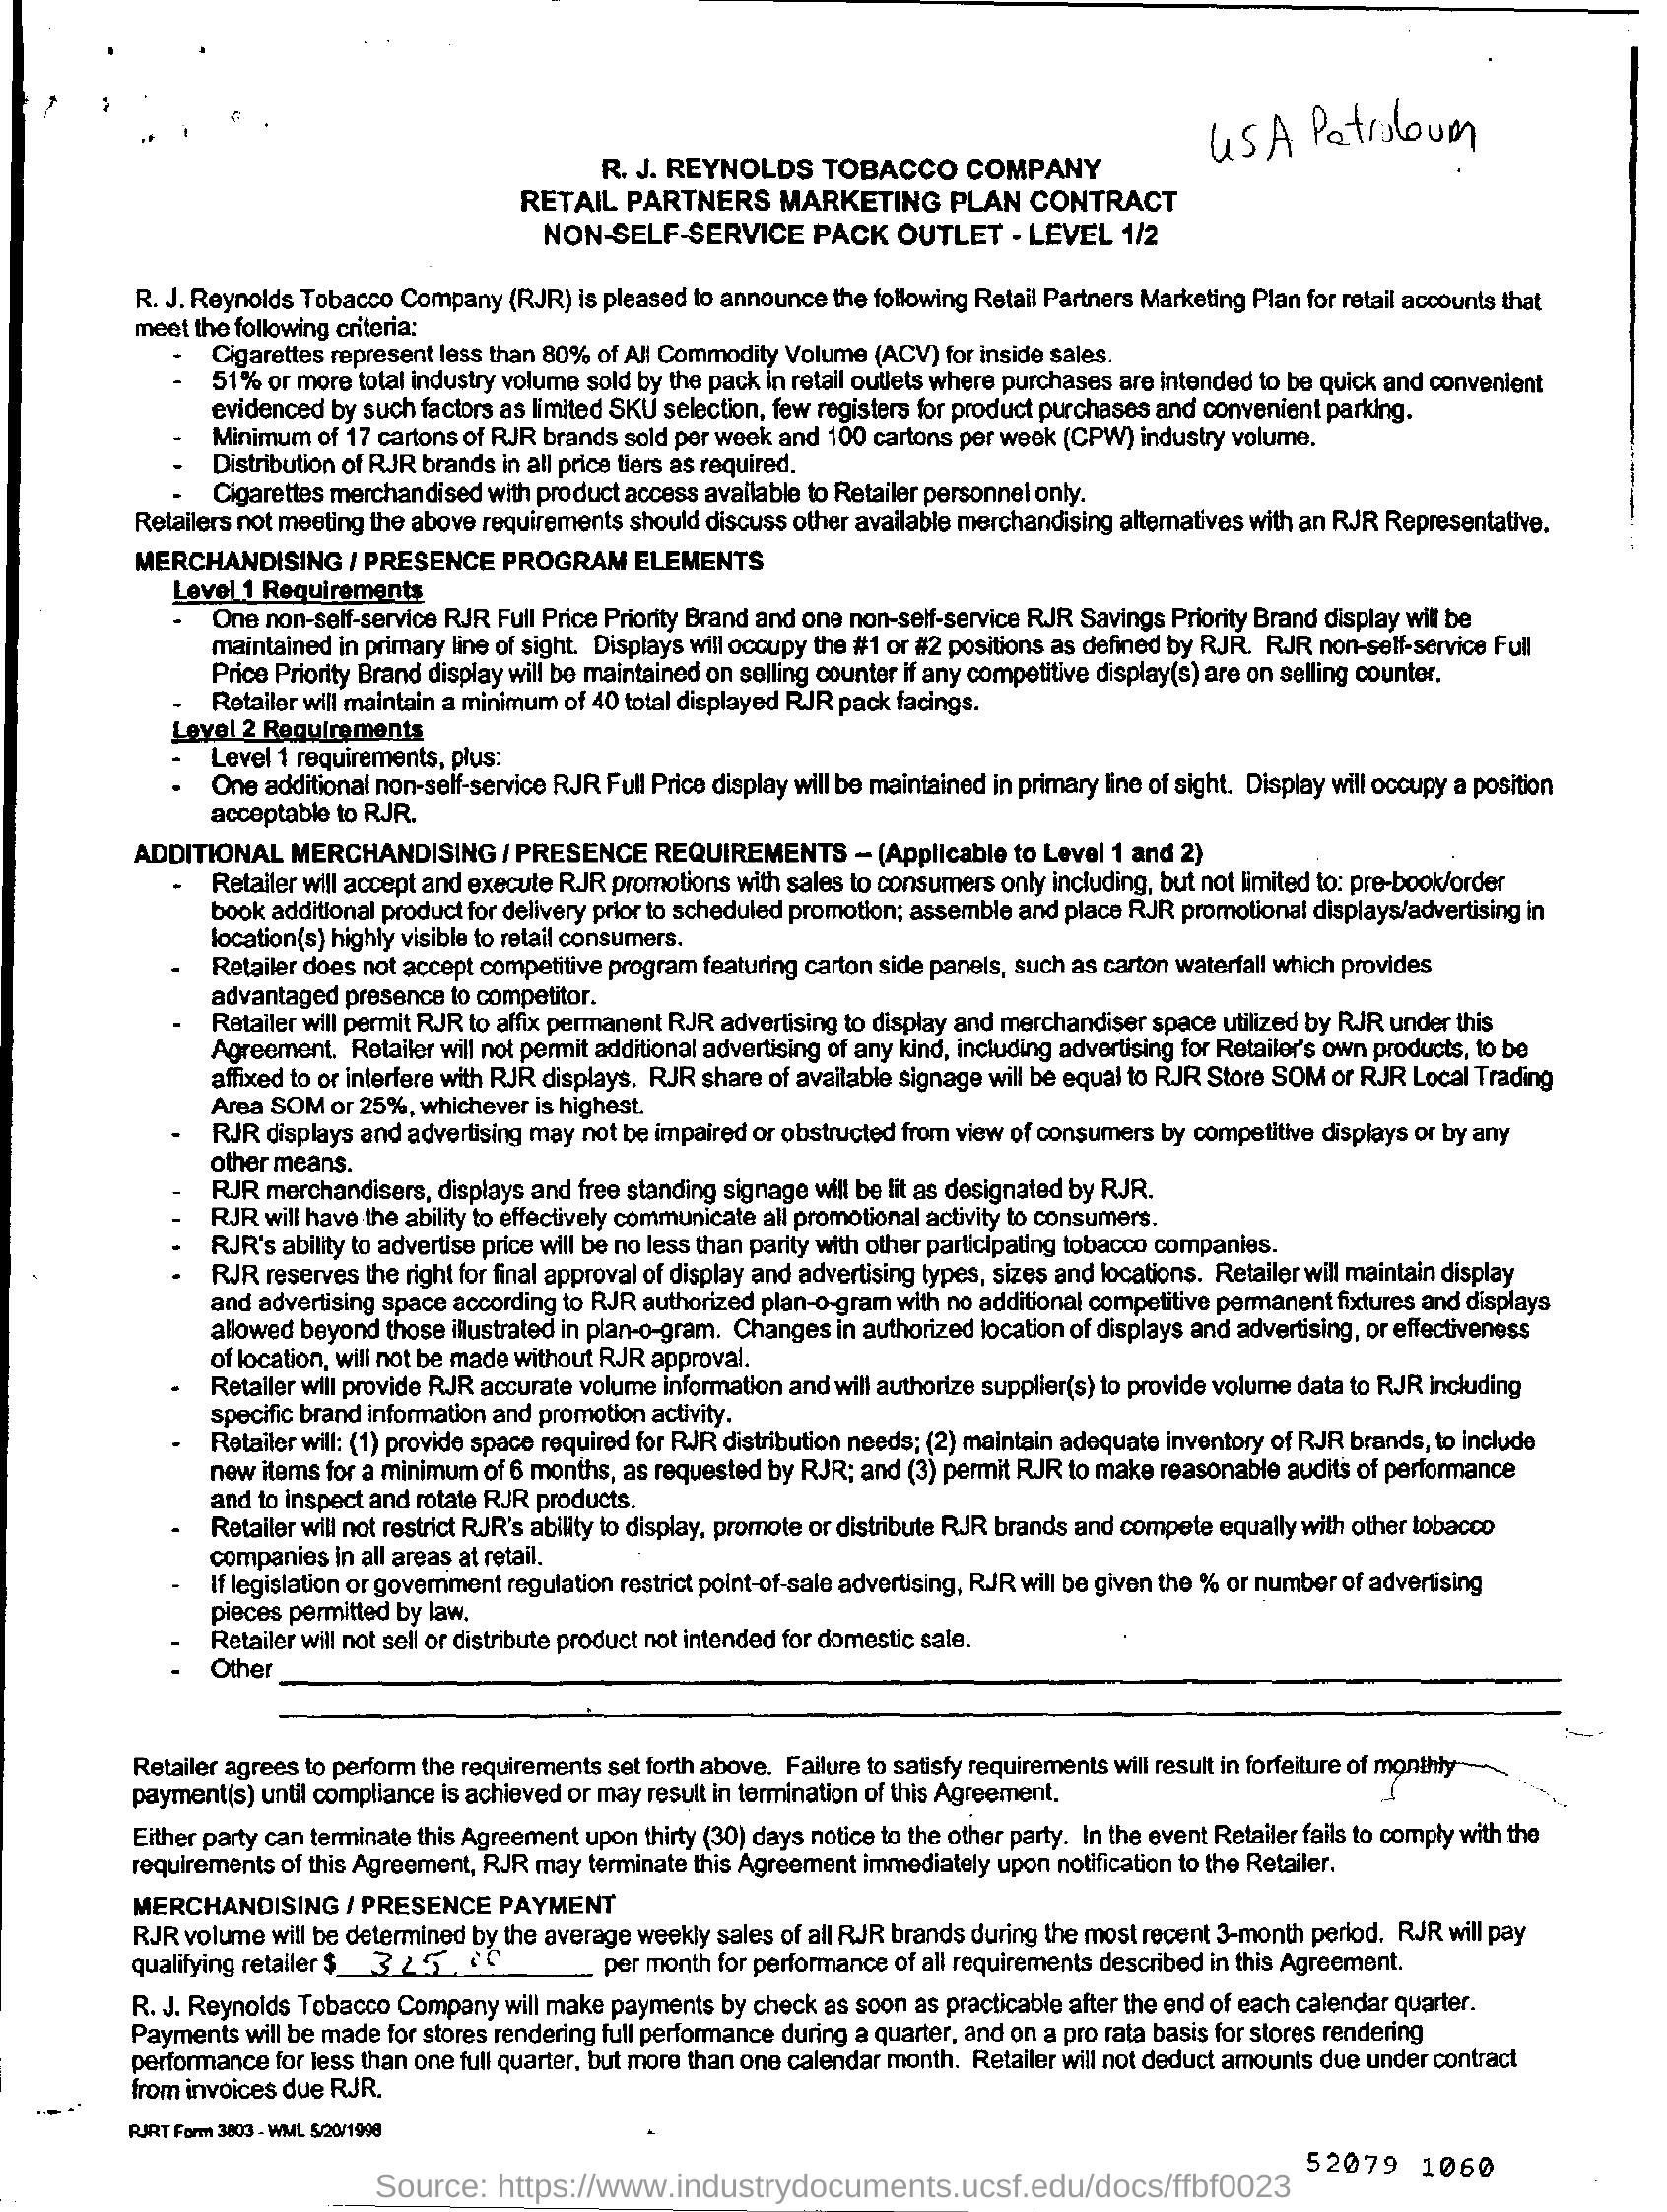 USA Petroleum
R. J. REYNOLDS TOBACCO COMPANY
RETAIL PARTNERS MARKETING PLAN CONTRACT
NON-SELF-SERVICE PACK OUTLET - LEVEL 1/2
R. J. Reynolds Tobacco Company (RJR) is pleased to announce the following Retail Partners Marketing Plan for retail accounts that
meet the following criteria:
- Cigarettes represent less than 80% of All Commodity Volume (ACV) for inside sales.
- 51% or more total industry volume sold by the pack in retail outlets where purchases are intended to be quick and convenient
evidenced by such factors as limited SKU selection, few registers for product purchases and convenient parking.
- Minimum of 17 cartons of RJR brands sold per week and 100 cartons per week (CPW) industry volume.
- Distribution of RJR brands in all price tiers as required.
- Cigarettes merchandised with product access available to Retailer personnel only.
Retailers not meeting the above requirements should discuss other available merchandising alternatives with an RJR Representative.
MERCHANDISING / PRESENCE PROGRAM ELEMENTS
Level 1 Requirements
- One non-self-service RJR Full Price Priority Brand and one non-self-service RJR Savings Priority Brand display will be
maintained in primary line of sight. Displays will occupy the #1 or #2 positions as defined by RJR. RJR non-self-service Full
Price Priority Brand display will be maintained on selling counter if any competitive display(s) are on selling counter.
- Retailer will maintain a minimum of 40 total displayed RJR pack facings.
Level 2 Requirements
- Level 1 requirements, plus:
- One additional non-self-service RJR Full Price display will be maintained in primary line of sight. Display will occupy a position
acceptable to RJR.
ADDITIONAL MERCHANDISING / PRESENCE REQUIREMENTS – (Applicable to Level 1 and 2)
- Retailer will accept and execute RJR promotions with sales to consumers only including, but not limited to: pre-book/order
book additional product for delivery prior to scheduled promotion; assemble and place RJR promotional displays/advertising in
location(s) highly visible to retail consumers.
- Retailer does not accept competitive program featuring carton side panels, such as carton waterfall which provides
advantaged presence to competitor.
- Retailer will permit RJR to affix permanent RJR advertising to display and merchandiser space utilized by RJR under this
Agreement. Retailer will not permit additional advertising of any kind, including advertising for Retailer's own products, to be
affixed to or interfere with RJR displays. RJR share of available signage will be equal to RJR Store SOM or RJR Local Trading
Area SOM or 25%, whichever is highest.
- RJR displays and advertising may not be impaired or obstructed from view of consumers by competitive displays or by any
other means.
- RJR merchandisers, displays and free standing signage will be lit as designated by RJR.
- RJR will have the ability to effectively communicate all promotional activity to consumers.
- RJR's ability to advertise price will be no less than parity with other participating tobacco companies.
- RJR reserves the right for final approval of display and advertising types, sizes and locations. Retailer will maintain display
and advertising space according to RJR authorized plan-o-gram with no additional competitive permanent fixtures and displays
allowed beyond those illustrated in plan-o-gram. Changes in authorized location of displays and advertising, or effectiveness
of location, will not be made without RJR approval.
- Retailer will provide RJR accurate volume information and will authorize supplier(s) to provide volume data to RJR including
specific brand information and promotion activity.
- Retailer will: (1) provide space required for RJR distribution needs; (2) maintain adequate inventory of RJR brands, to include
new items for a minimum of 6 months, as requested by RJR; and (3) permit RJR to make reasonable audits of performance
and to inspect and rotate RJR products.
- Retailer will not restrict RJR's ability to display, promote or distribute RJR brands and compete equally with other tobacco
companies in all areas at retail.
- If legislation or government regulation restrict point-of-sale advertising, RJR will be given the % or number of advertising
pieces permitted by law.
- Retailer will not sell or distribute product not intended for domestic sale.
- Other
Retailer agrees to perform the requirements set forth above. Failure to satisfy requirements will result in forfeiture of monthly
payment(s) until compliance is achieved or may result in termination of this Agreement.
Either party can terminate this Agreement upon thirty (30) days notice to the other party. In the event Retailer fails to comply with the
requirements of this Agreement, RJR may terminate this Agreement immediately upon notification to the Retailer.
MERCHANDISING / PRESENCE PAYMENT
RJR volume will be determined by the average weekly sales of all RJR brands during the most recent 3-month period. RJR will pay
qualifying retailer $ 325.00 per month for performance of all requirements described in this Agreement.
R. J. Reynolds Tobacco Company will make payments by check as soon as practicable after the end of each calendar quarter.
Payments will be made for stores rendering full performance during a quarter, and on a pro rata basis for stores rendering
performance for less than one full quarter, but more than one calendar month. Retailer will not deduct amounts due under contract
from invoices due RJR.
RJRT Form 3803 - WML 5/20/1998
52079 1060
Source: https://www.industrydocuments.ucsf.edu/docs/ffbf0023